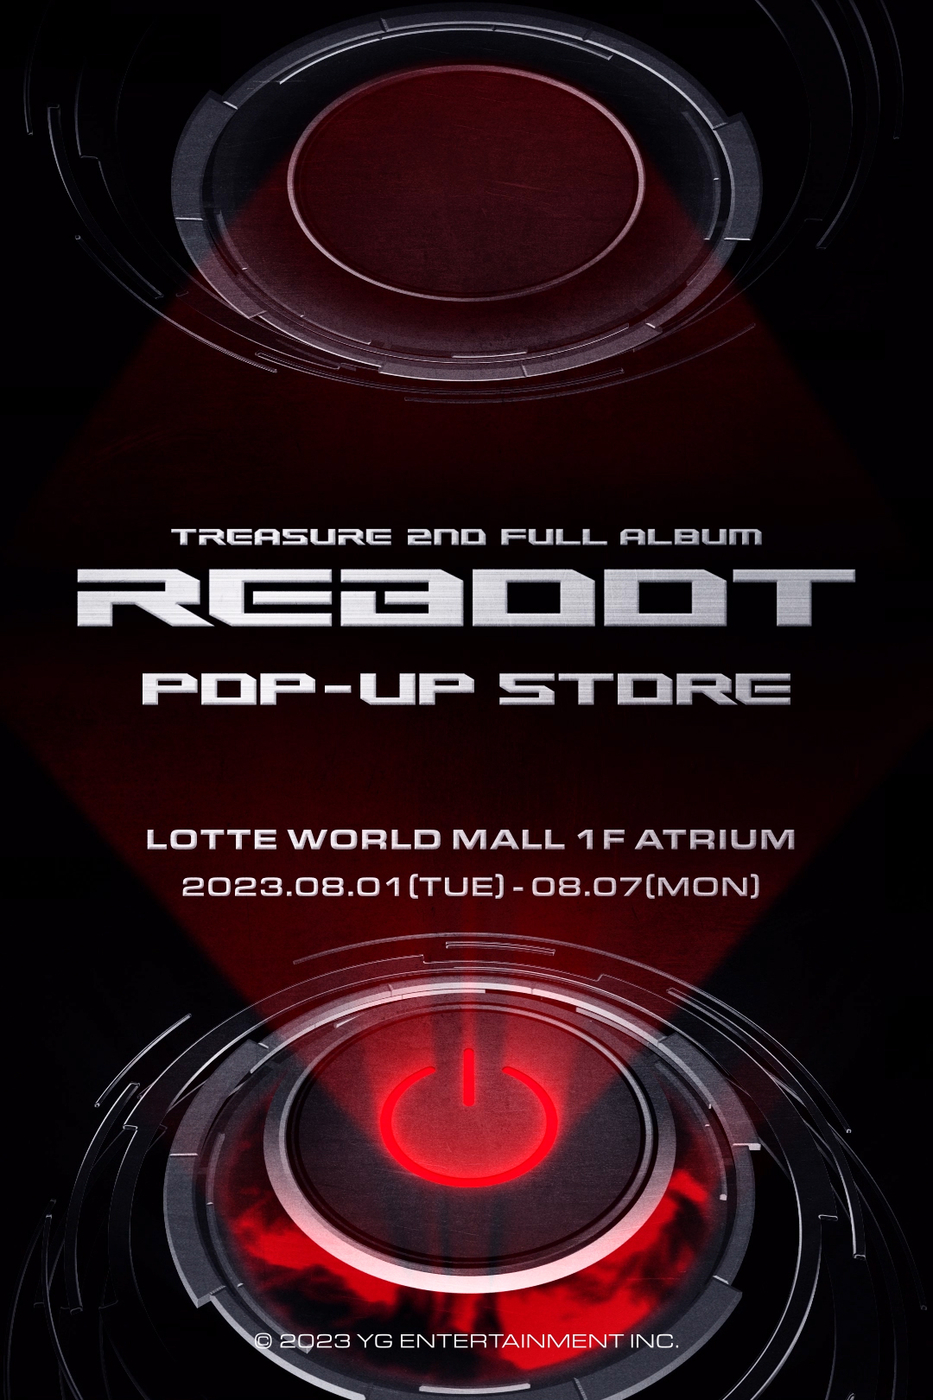 TREASURE 2ND FULL ALBUM
REBOOT
POP-UP STORE
LOTTE WORLD MALL 1F ATRIUM
2023.08.01(TUE) - 08.07(MON)
© 2023 YG ENTERTAINMENT INC.